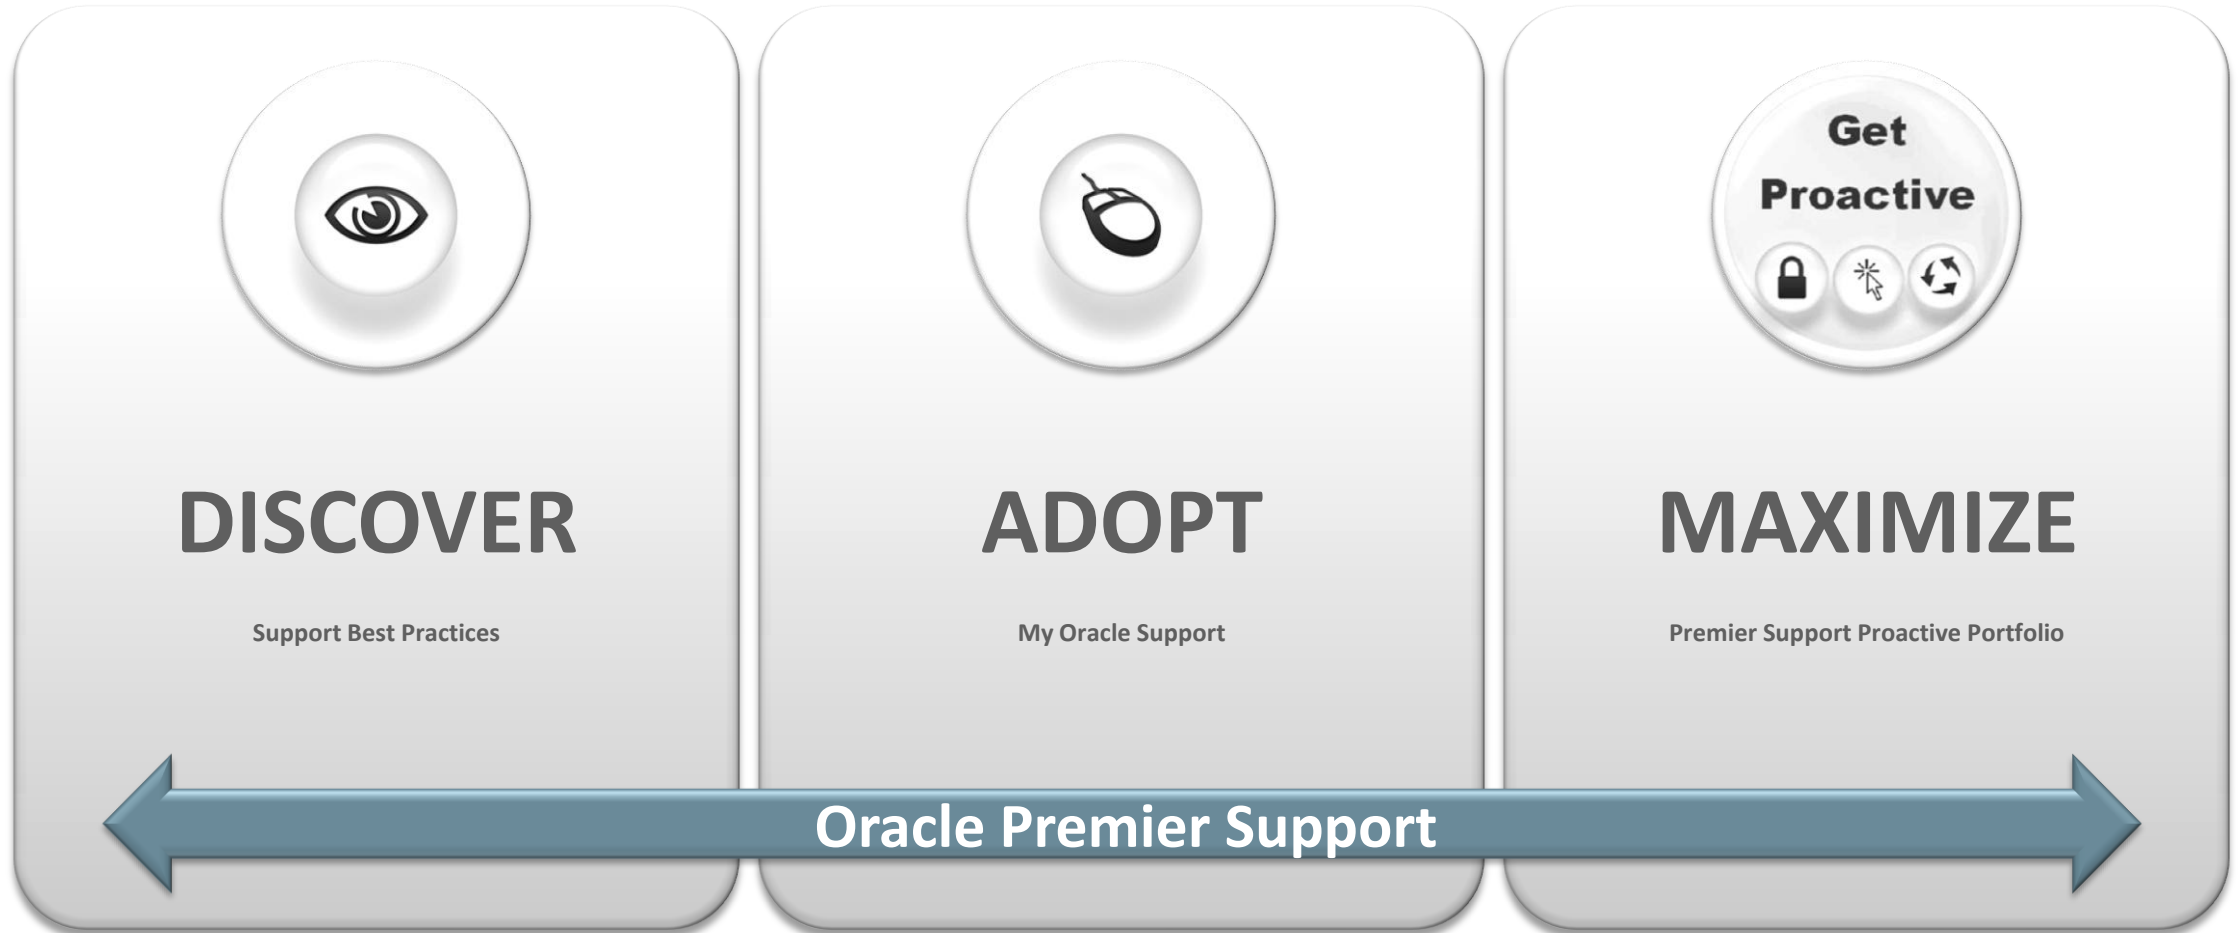 Get
Proactive
DISCOVER
ADOPT
MAXIMIZE
Support Best Practices
My Oracle Support
Premier Support Proactive Portfolio
Oracle Premier Support